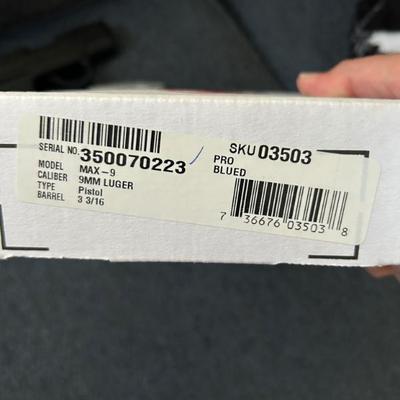 SERIAL NO. 350070223
MODEL MAX-9
CALIBER 9MM LUGER
TYPE Pistol
BARREL 3 3/16
SKU 03503
PRO
BLUED
7 36676 03503 8